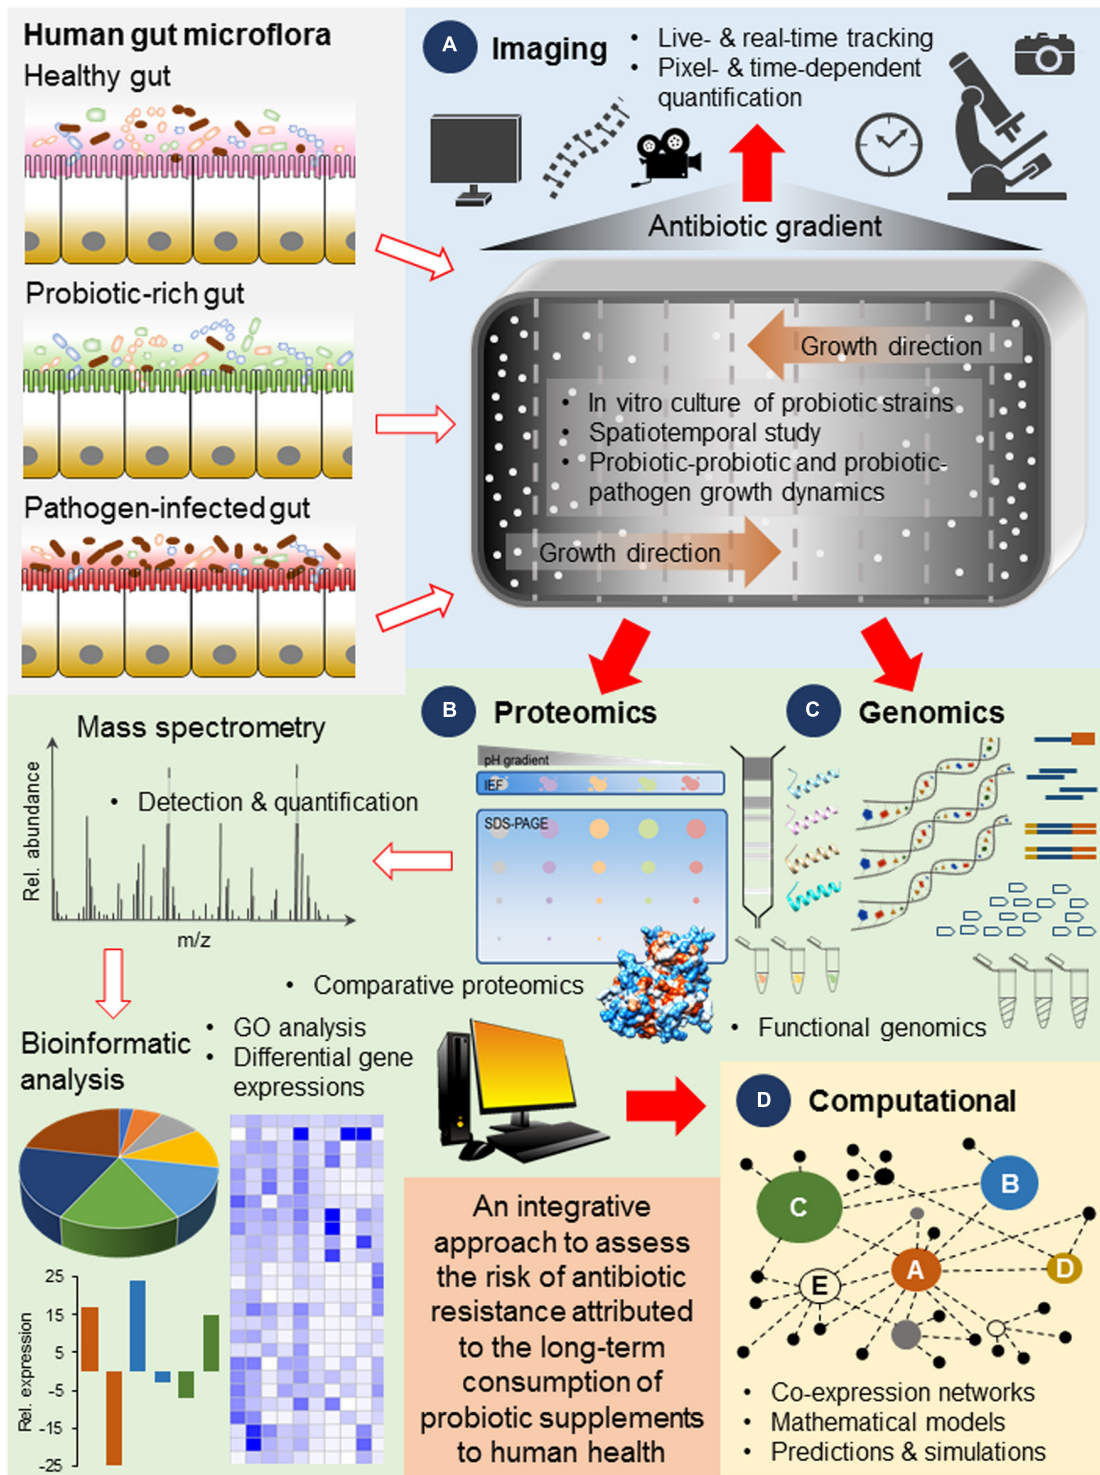 Human gut microflora
Healthy gut
Probiotic-rich gut
Pathogen-infected gut
A
Imaging
• Live- & real-time tracking
• Pixel- & time-dependent
quantification
Antibiotic gradient
Growth direction
• In vitro culture of probiotic strains
• Spatiotemporal study
• Probiotic-probiotic and probiotic-
pathogen growth dynamics
Growth direction
B
Proteomics
pH gradient
IEF
SDS-PAGE
• Comparative proteomics
C
Genomics
• Functional genomics
Mass spectrometry
• Detection & quantification
Rel. abundance
m/z
Bioinformatic
analysis
• GO analysis
• Differential gene
expressions
Rel. expression
25
15
5
-5
-15
-25
An integrative
approach to assess
the risk of antibiotic
resistance attributed
to the long-term
consumption of
probiotic supplements
to human health
D
Computational
C
B
A
D
E
• Co-expression networks
• Mathematical models
• Predictions & simulations